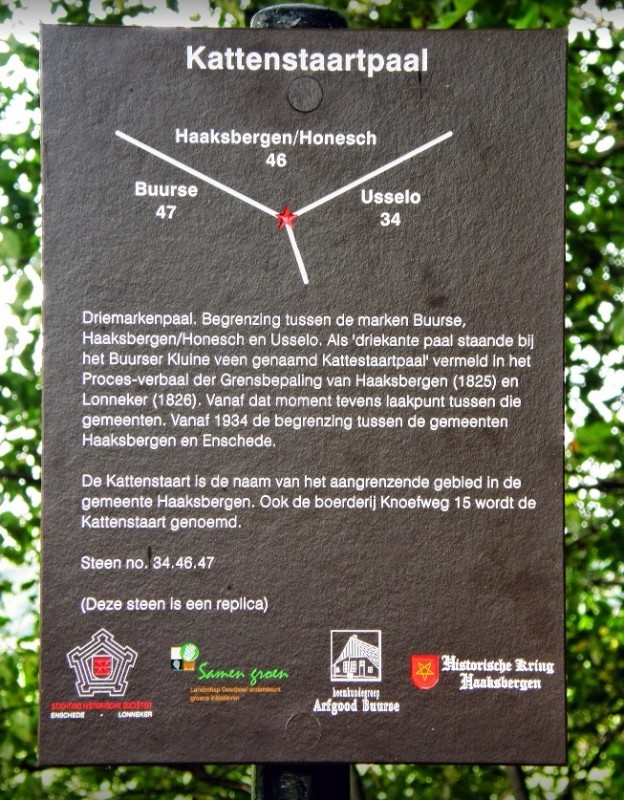 Kattenstaartpaal
Haaksbergen/Honesch
46
Buurse
47
Usselo
34
Driemarkenpaal. Begrenzing tussen de marken Buurse,
Haaksbergen/Honesch en Usselo. Als 'driekante paal staande bij
het Buurser Kluine veen genaamd Kattestaartpaal' vermeld in het
Proces-verbaal der Grensbepaling van Haaksbergen (1825) en
Lonneker (1826). Vanaf dat moment tevens laakpunt tussen die
gemeenten. Vanaf 1934 de begrenzing tussen de gemeenten
Haaksbergen en Enschede.
De Kattenstaart is de naam van het aangrenzende gebied in de
gemeente Haaksbergen. Ook de boerderij Knoefweg 15 wordt de
Kattenstaart genoemd.
Steen no. 34.46.47
(Deze steen is een replica)
STICHTING HISTORISCHE SOCIËTEIT
ENSCHEDE - LONNEKER
Samen groen
Landschap Overijssel ondersteunt
groene initiatieven
heemkundegroep
Arfgood Buurse
Historische Kring
Haaksbergen